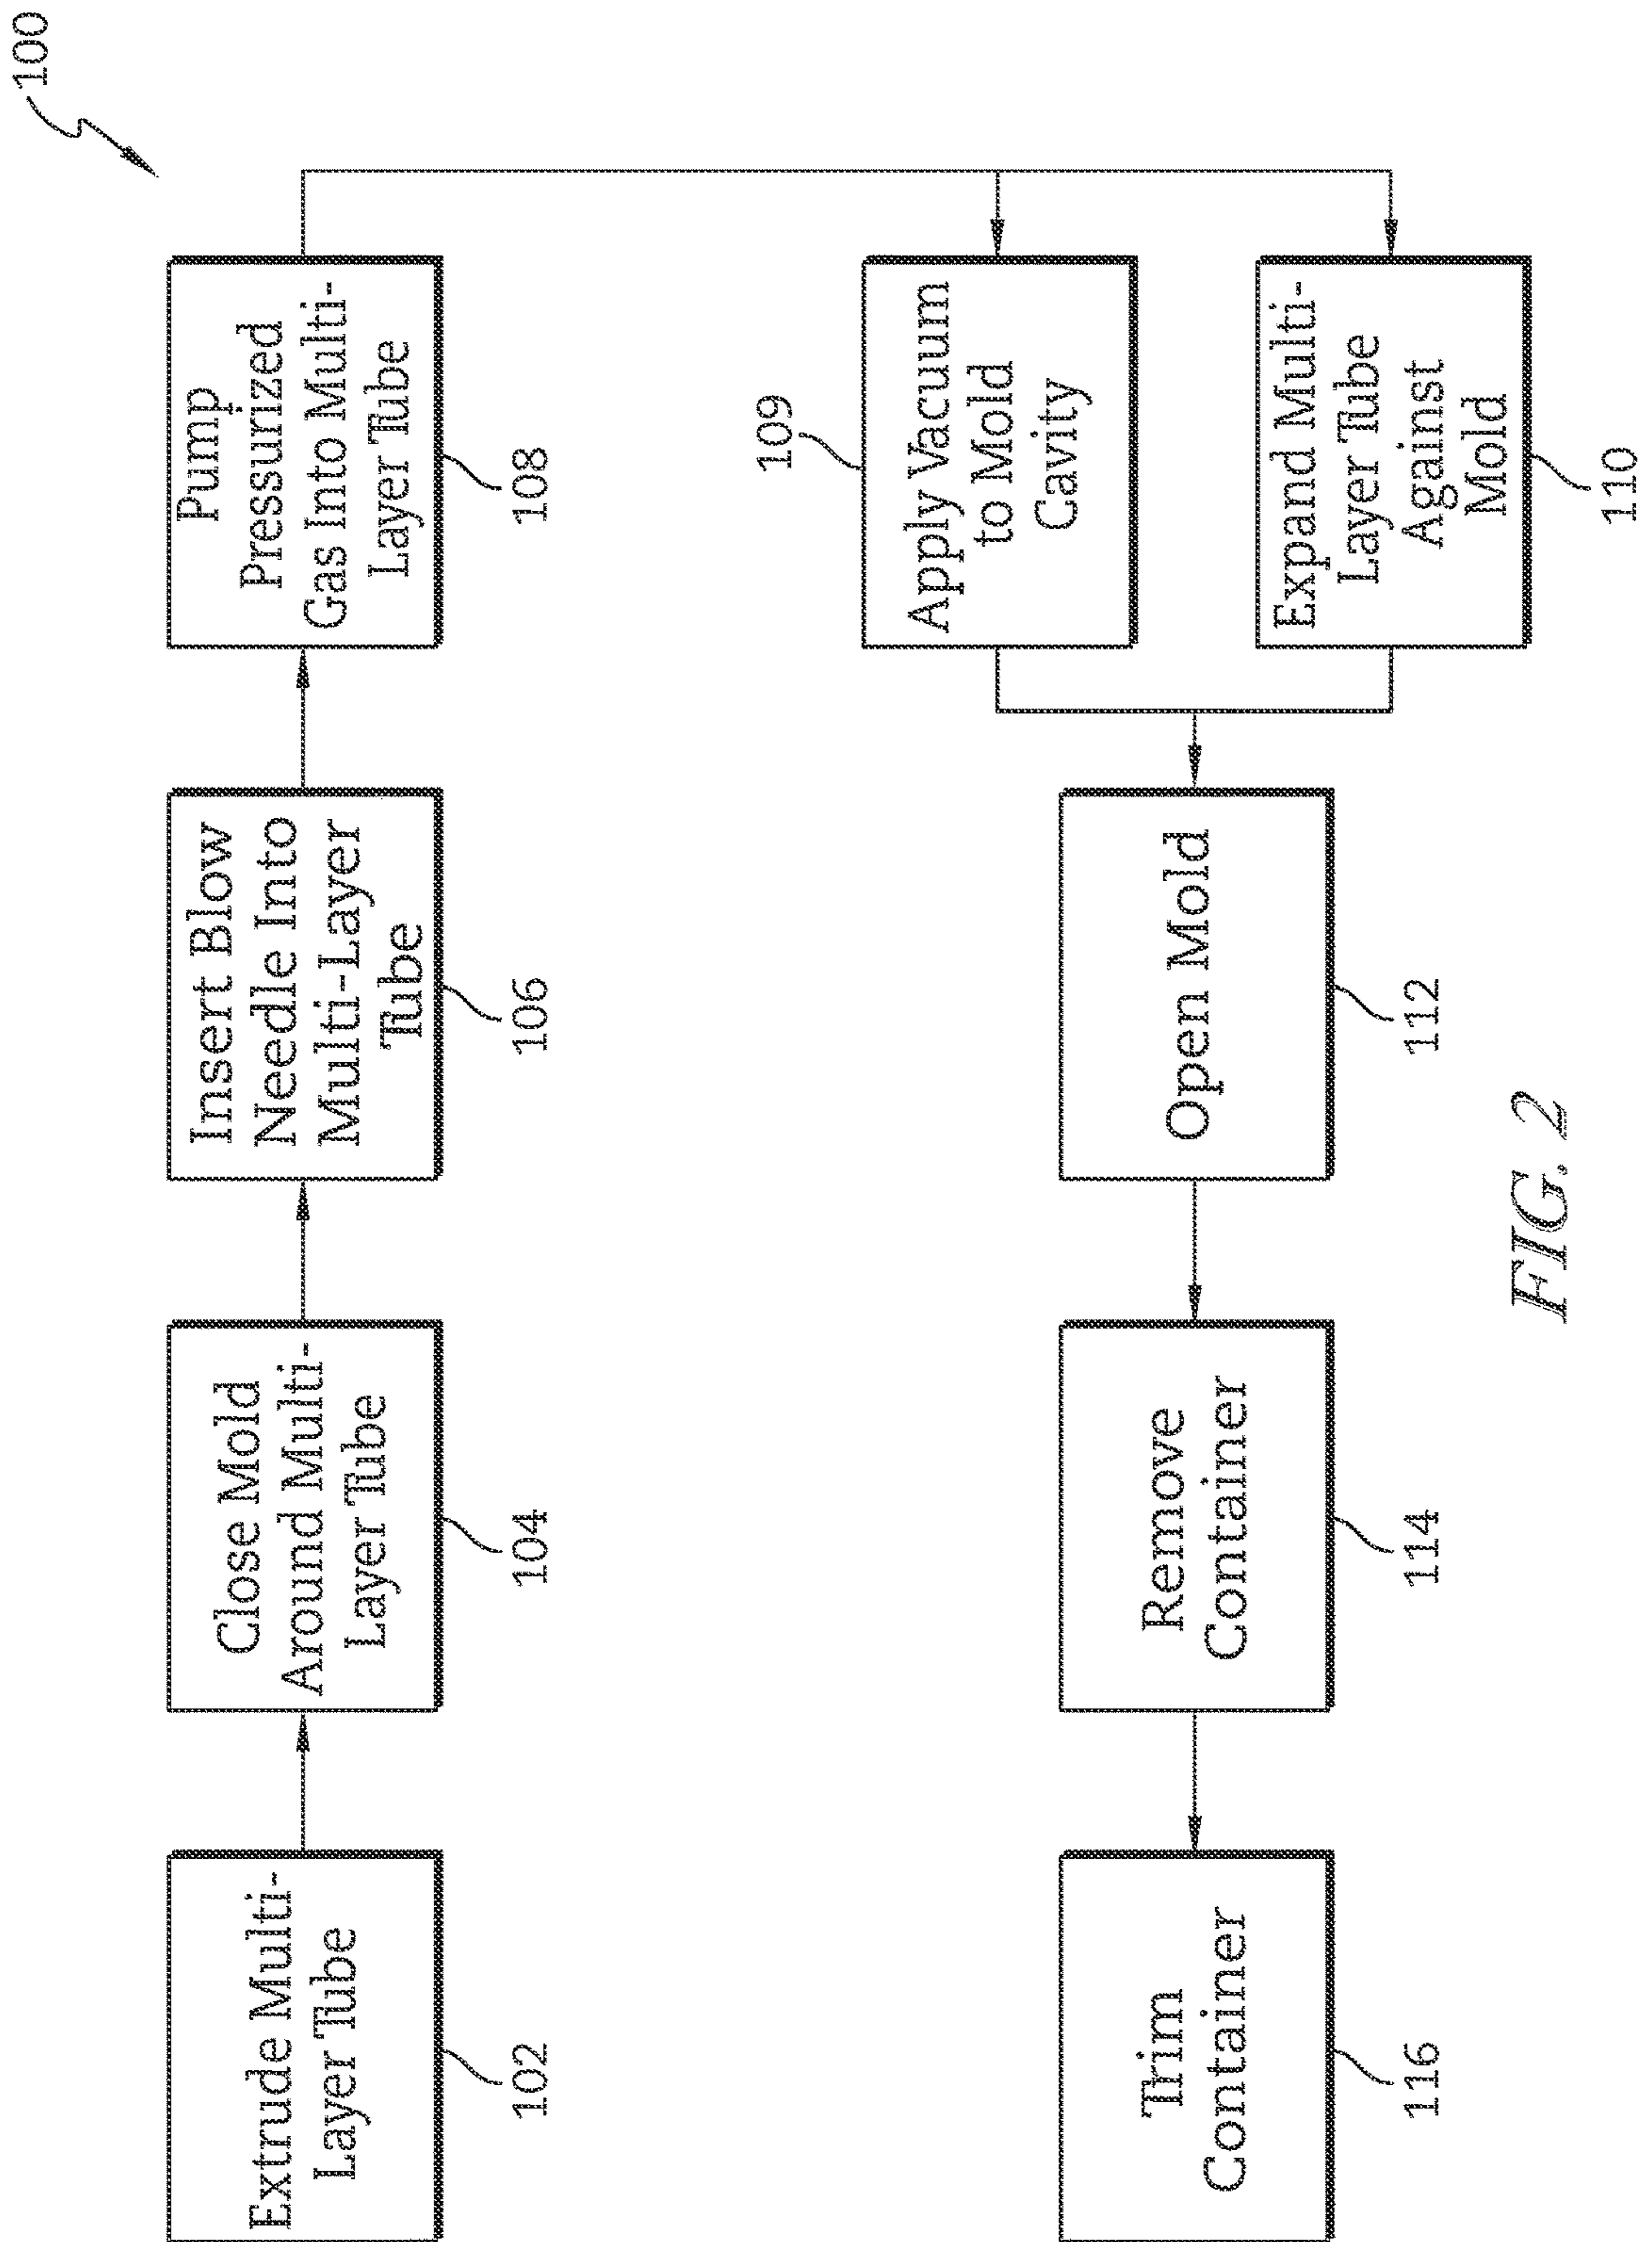 100
Extrude Multi-
Layer Tube
102
Close Mold
Around Multi-
Layer Tube
104
Insert Blow
Needle Into
Multi-Layer
Tube
106
Pump
Pressurized
Gas Into Multi-
Layer Tube
108
109
Apply Vacuum
to Mold
Cavity
Expand Multi-
Layer Tube
Against
Mold
110
Open Mold
112
Remove
Container
114
Trim
Container
116
FIG. 2